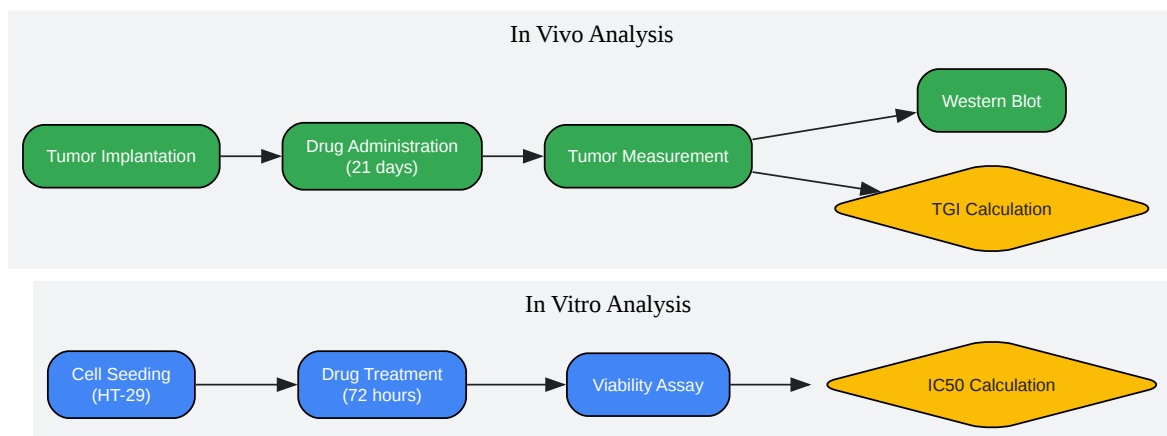 In Vivo Analysis
Tumor Implantation
Drug Administration
(21 days)
Tumor Measurement
Western Blot
TGI Calculation
In Vitro Analysis
Cell Seeding
(HT-29)
Drug Treatment
(72 hours)
Viability Assay
IC50 Calculation